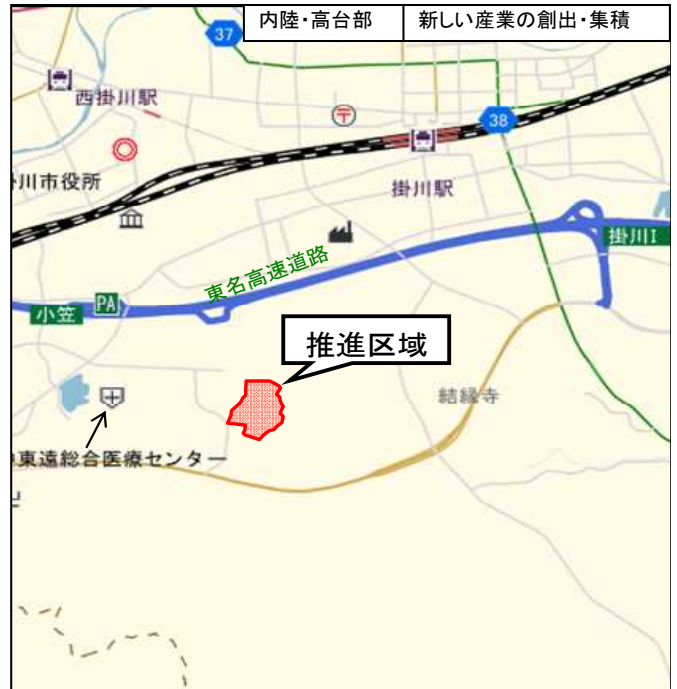 内陸・高台部 新しい産業の創出・集積
37
西掛川駅
〒
38
川市役所
掛川駅
掛川I
東名高速道路
PA
小笠
推進区域
結縁寺
東遠総合医療センター